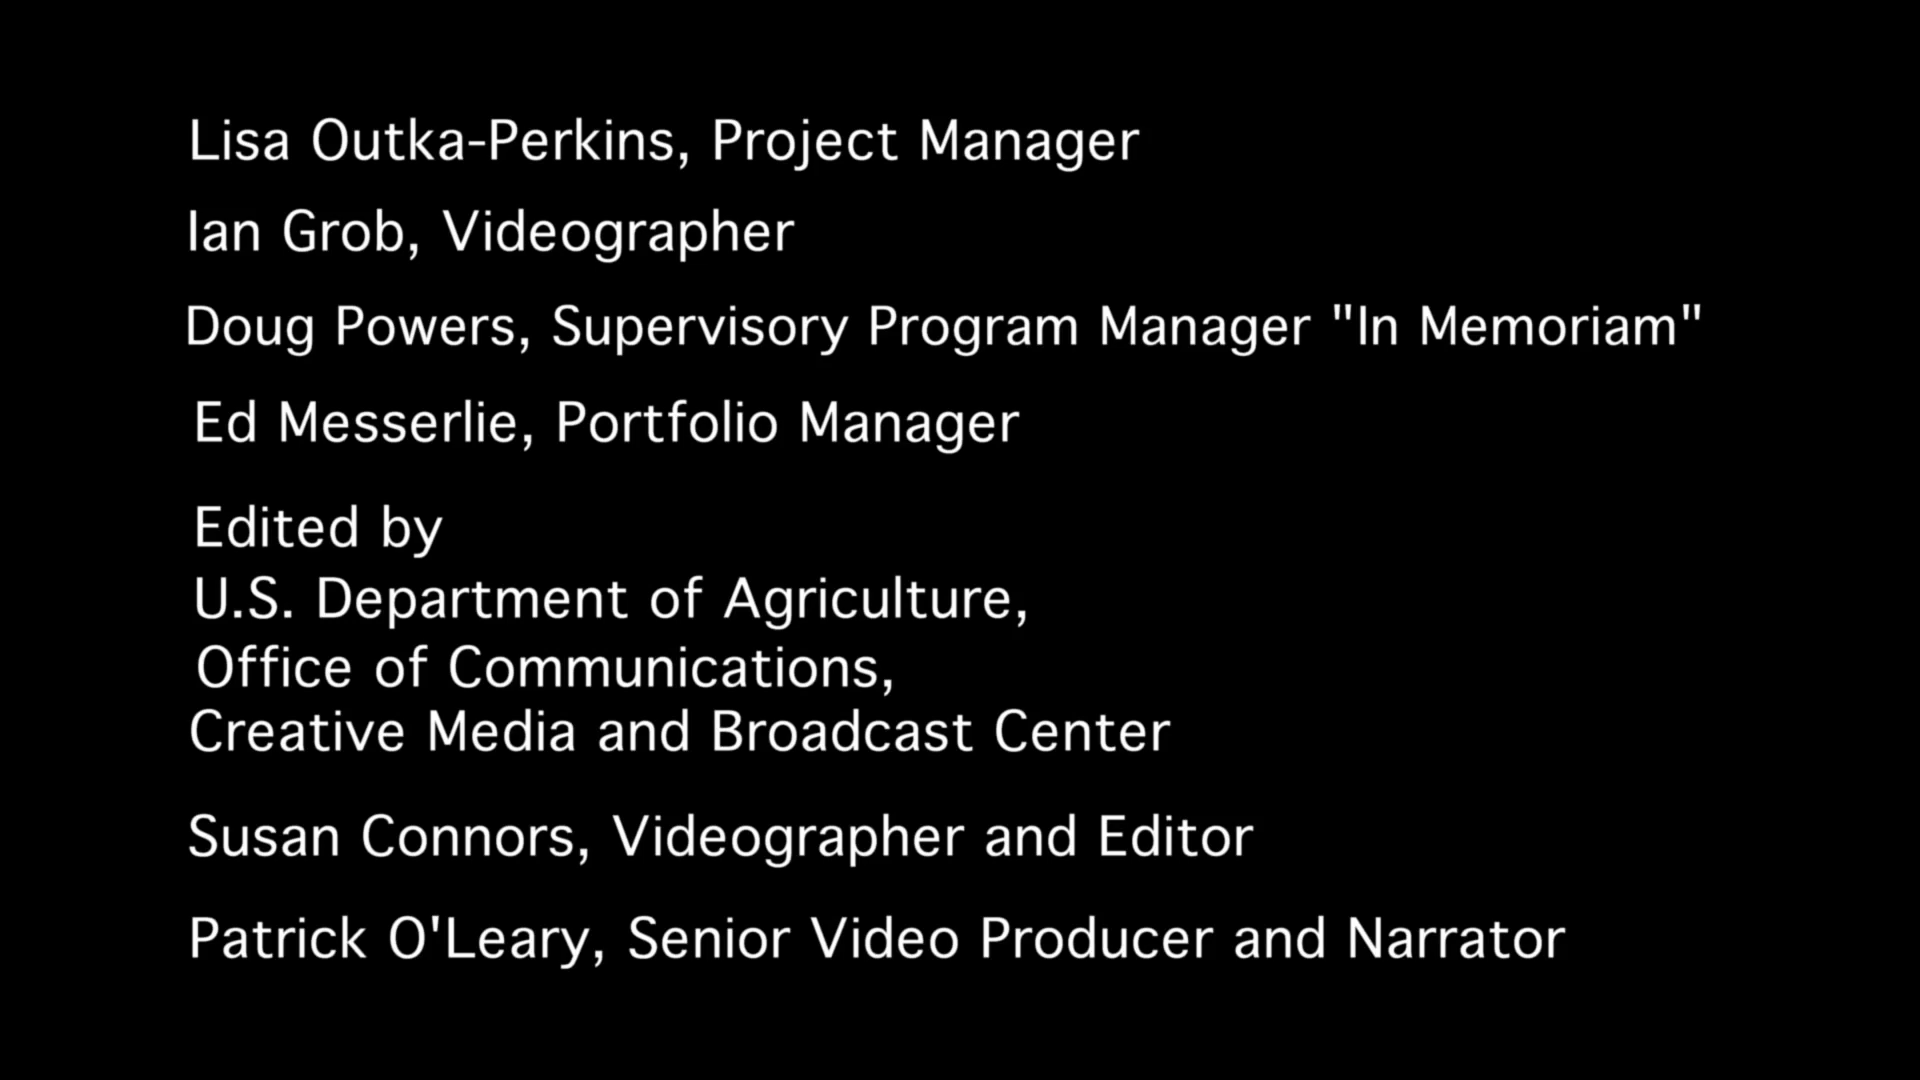 Lisa Outka-Perkins, Project Manager
Ian Grob, Videographer
Doug Powers, Supervisory Program Manager "In Memoriam"
Ed Messerlie, Portfolio Manager
Edited by
U.S. Department of Agriculture,
Office of Communications,
Creative Media and Broadcast Center
Susan Connors, Videographer and Editor
Patrick O'Leary, Senior Video Producer and Narrator